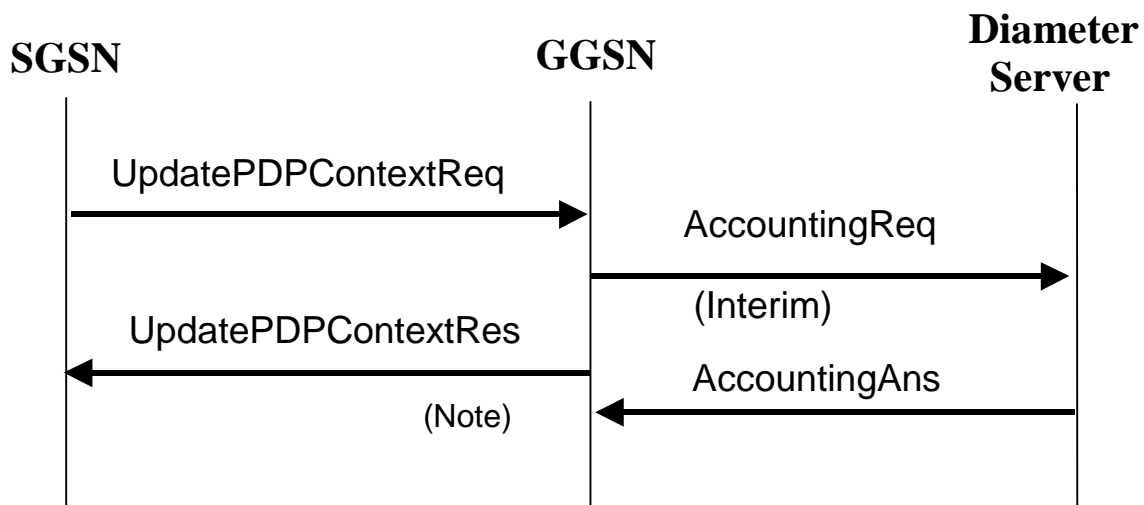 SGSN
GGSN
Diameter
Server
UpdatePDPContextReq
AccountingReq
(Interim)
UpdatePDPContextRes
(Note)
AccountingAns